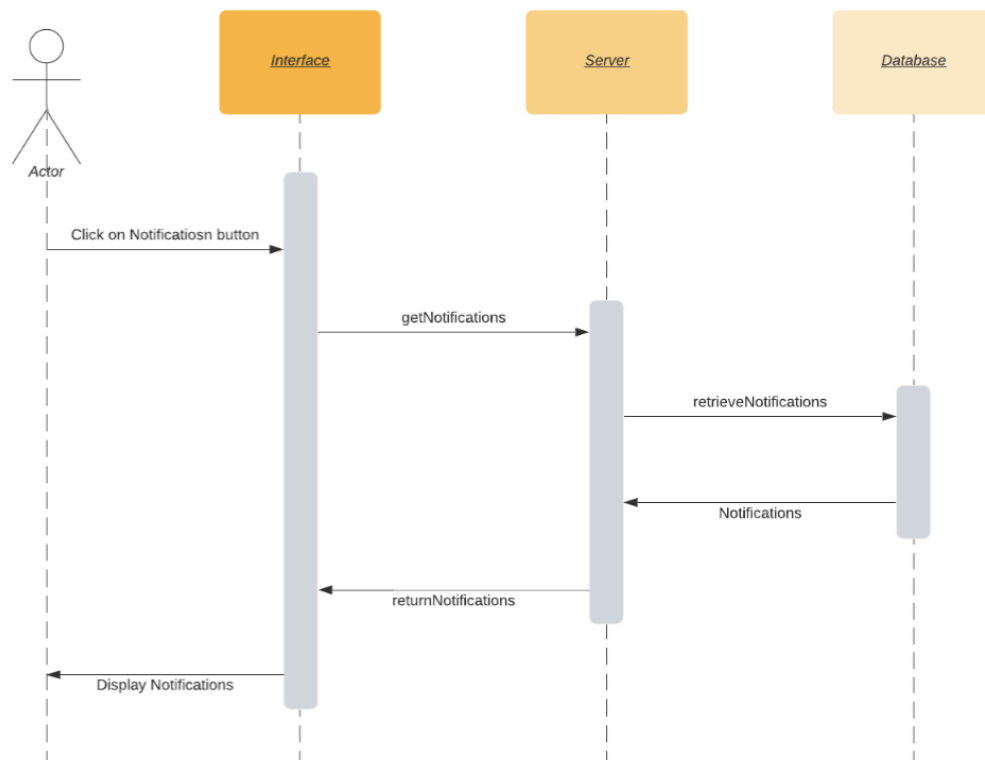 Interface
Server
Database
Actor
Click on Notificatiosn button
getNotifications
retrieveNotifications
Notifications
returnNotifications
Display Notifications